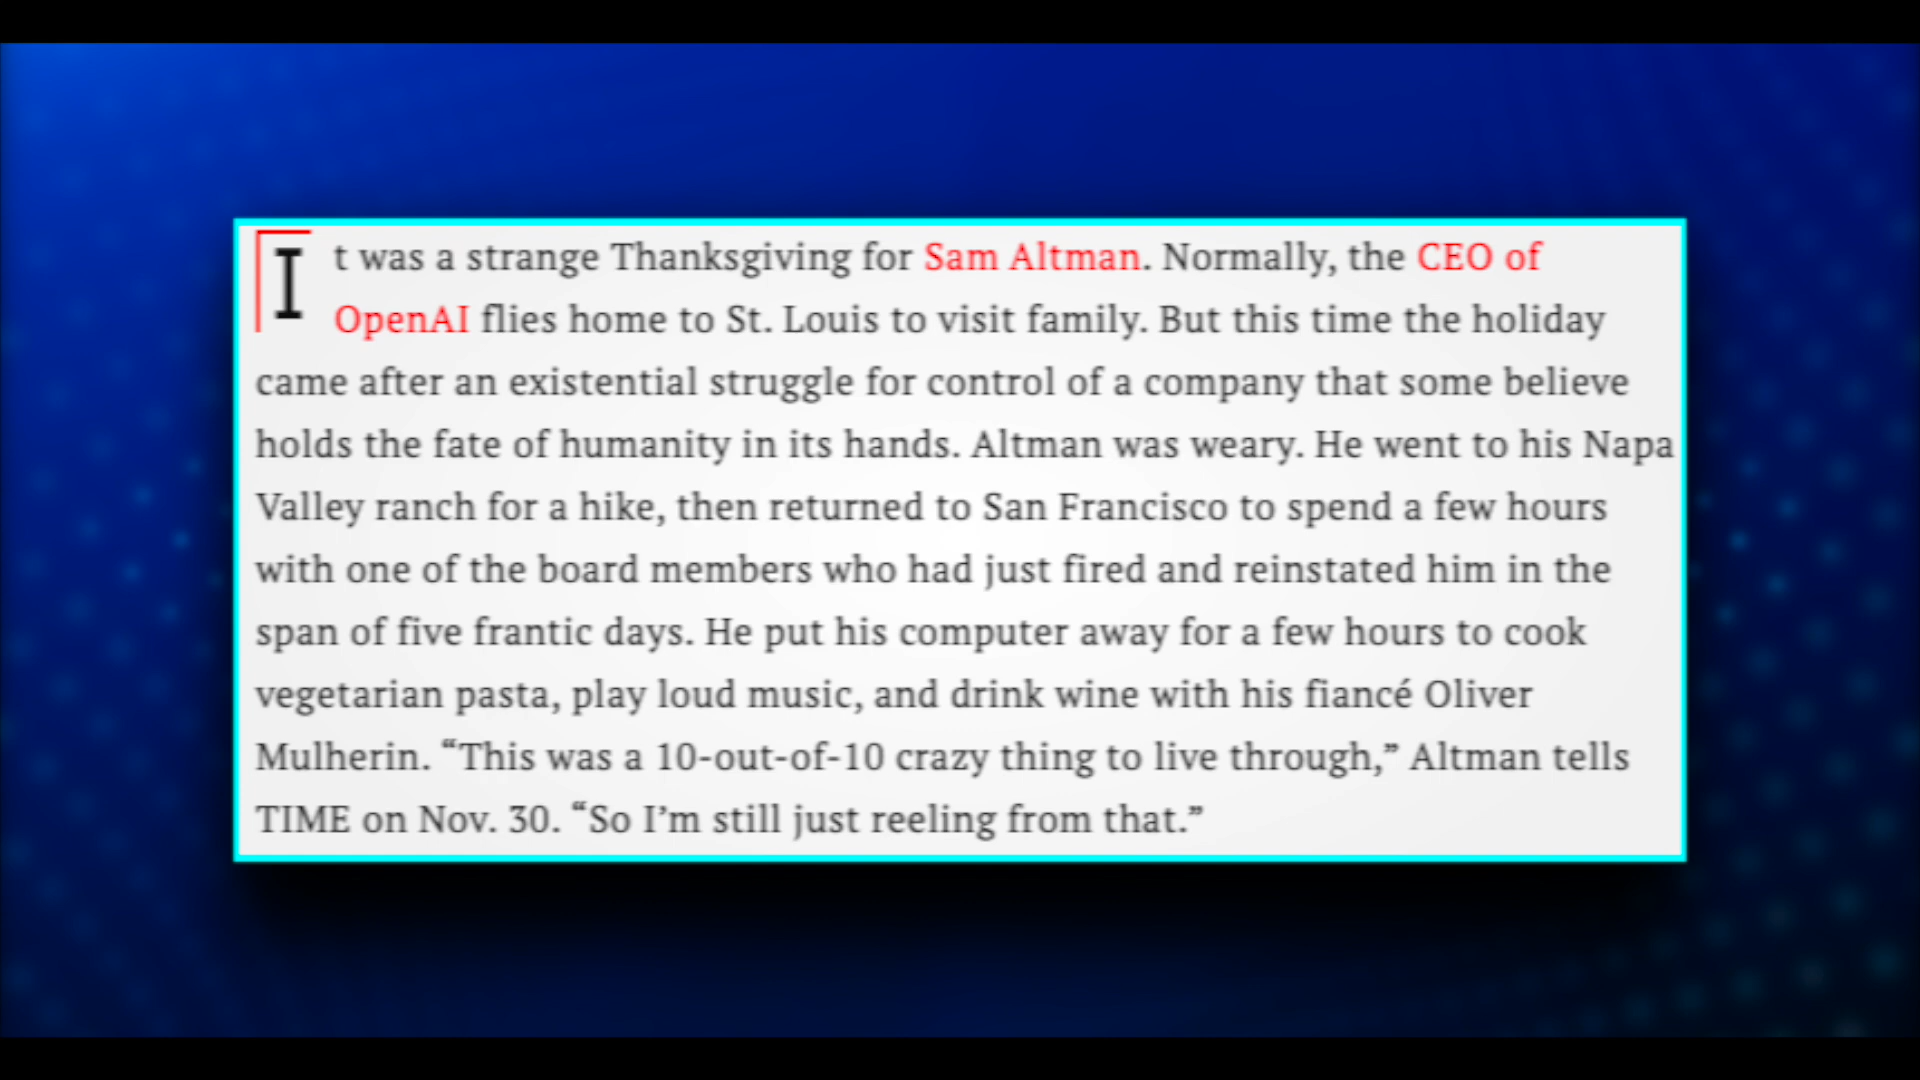 It was a strange Thanksgiving for Sam Altman. Normally, the CEO of
OpenAI flies home to St. Louis to visit family. But this time the holiday
came after an existential struggle for control of a company that some believe
holds the fate of humanity in its hands. Altman was weary. He went to his Napa
Valley ranch for a hike, then returned to San Francisco to spend a few hours
with one of the board members who had just fired and reinstated him in the
span of five frantic days. He put his computer away for a few hours to cook
vegetarian pasta, play loud music, and drink wine with his fiancé Oliver
Mulherin. “This was a 10-out-of-10 crazy thing to live through,” Altman tells
TIME on Nov. 30. “So I’m still just reeling from that.”